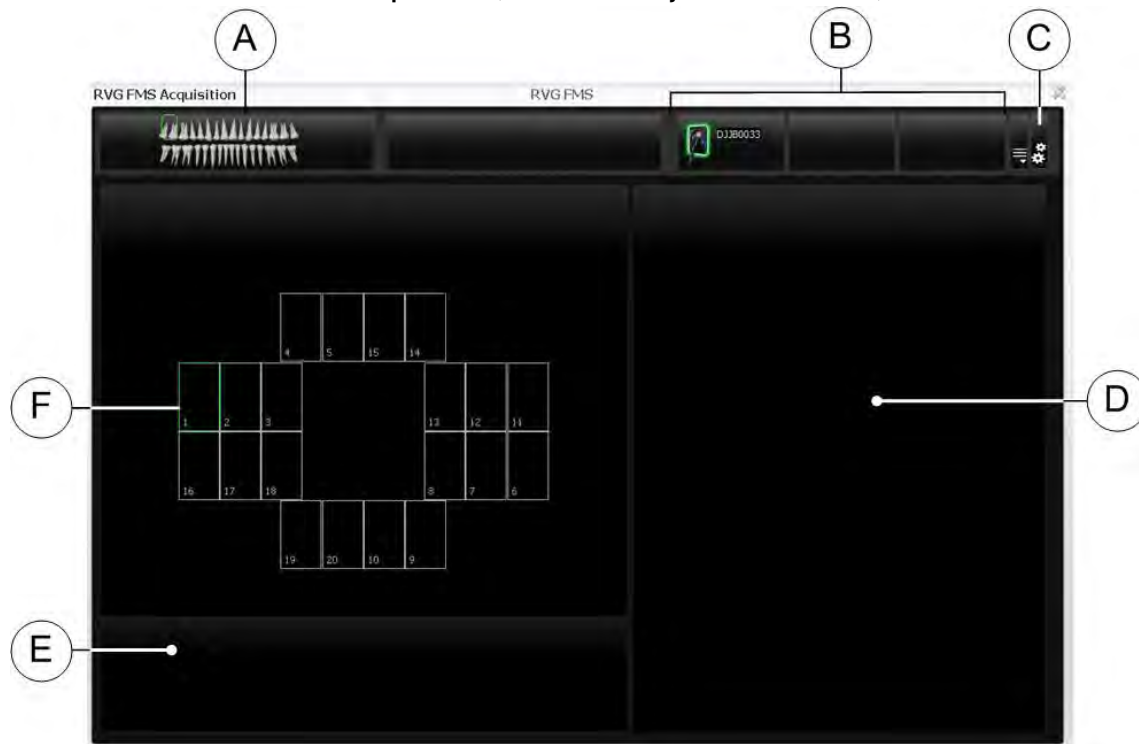 A
B
C
RVG FMS Acquisition
RVG FMS
DJJB0033
4 5 15 14
F
1 2 3 13 12 11
D
16 17 18 8 7 6
19 20 10 9
E